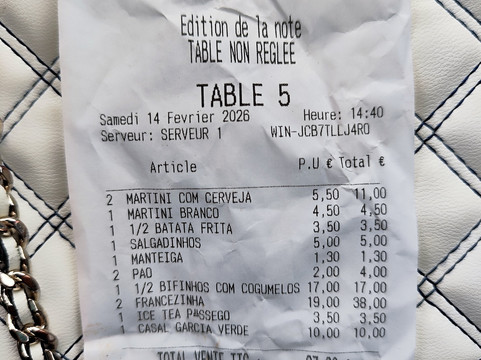 Edition de la note
TABLE NON REGLEE
TABLE 5
Samedi 14 Fevrier 2026 Heure: 14:40
Serveur: SERVEUR 1 WIN-JCB7TLLJ4RO
Article P.U € Total €
2 MARTINI COM CERVEJA 5,50 11,00
1 MARTINI BRANCO 4,50 4,50
1 1/2 BATATA FRITA 3,50 3,50
1 SALGADINHOS 5,00 5,00
1 MANTEIGA 1,30 1,30
2 PAO 2,00 4,00
1 1/2 BIFINHOS COM COGUMELOS 17,00 17,00
2 FRANCEZINHA 19,00 38,00
1 ICE TEA PASSEGO 3,50 3,50
1 CASAL GARCIA VERDE 10,00 10,00
TOTAL VENTE TTC